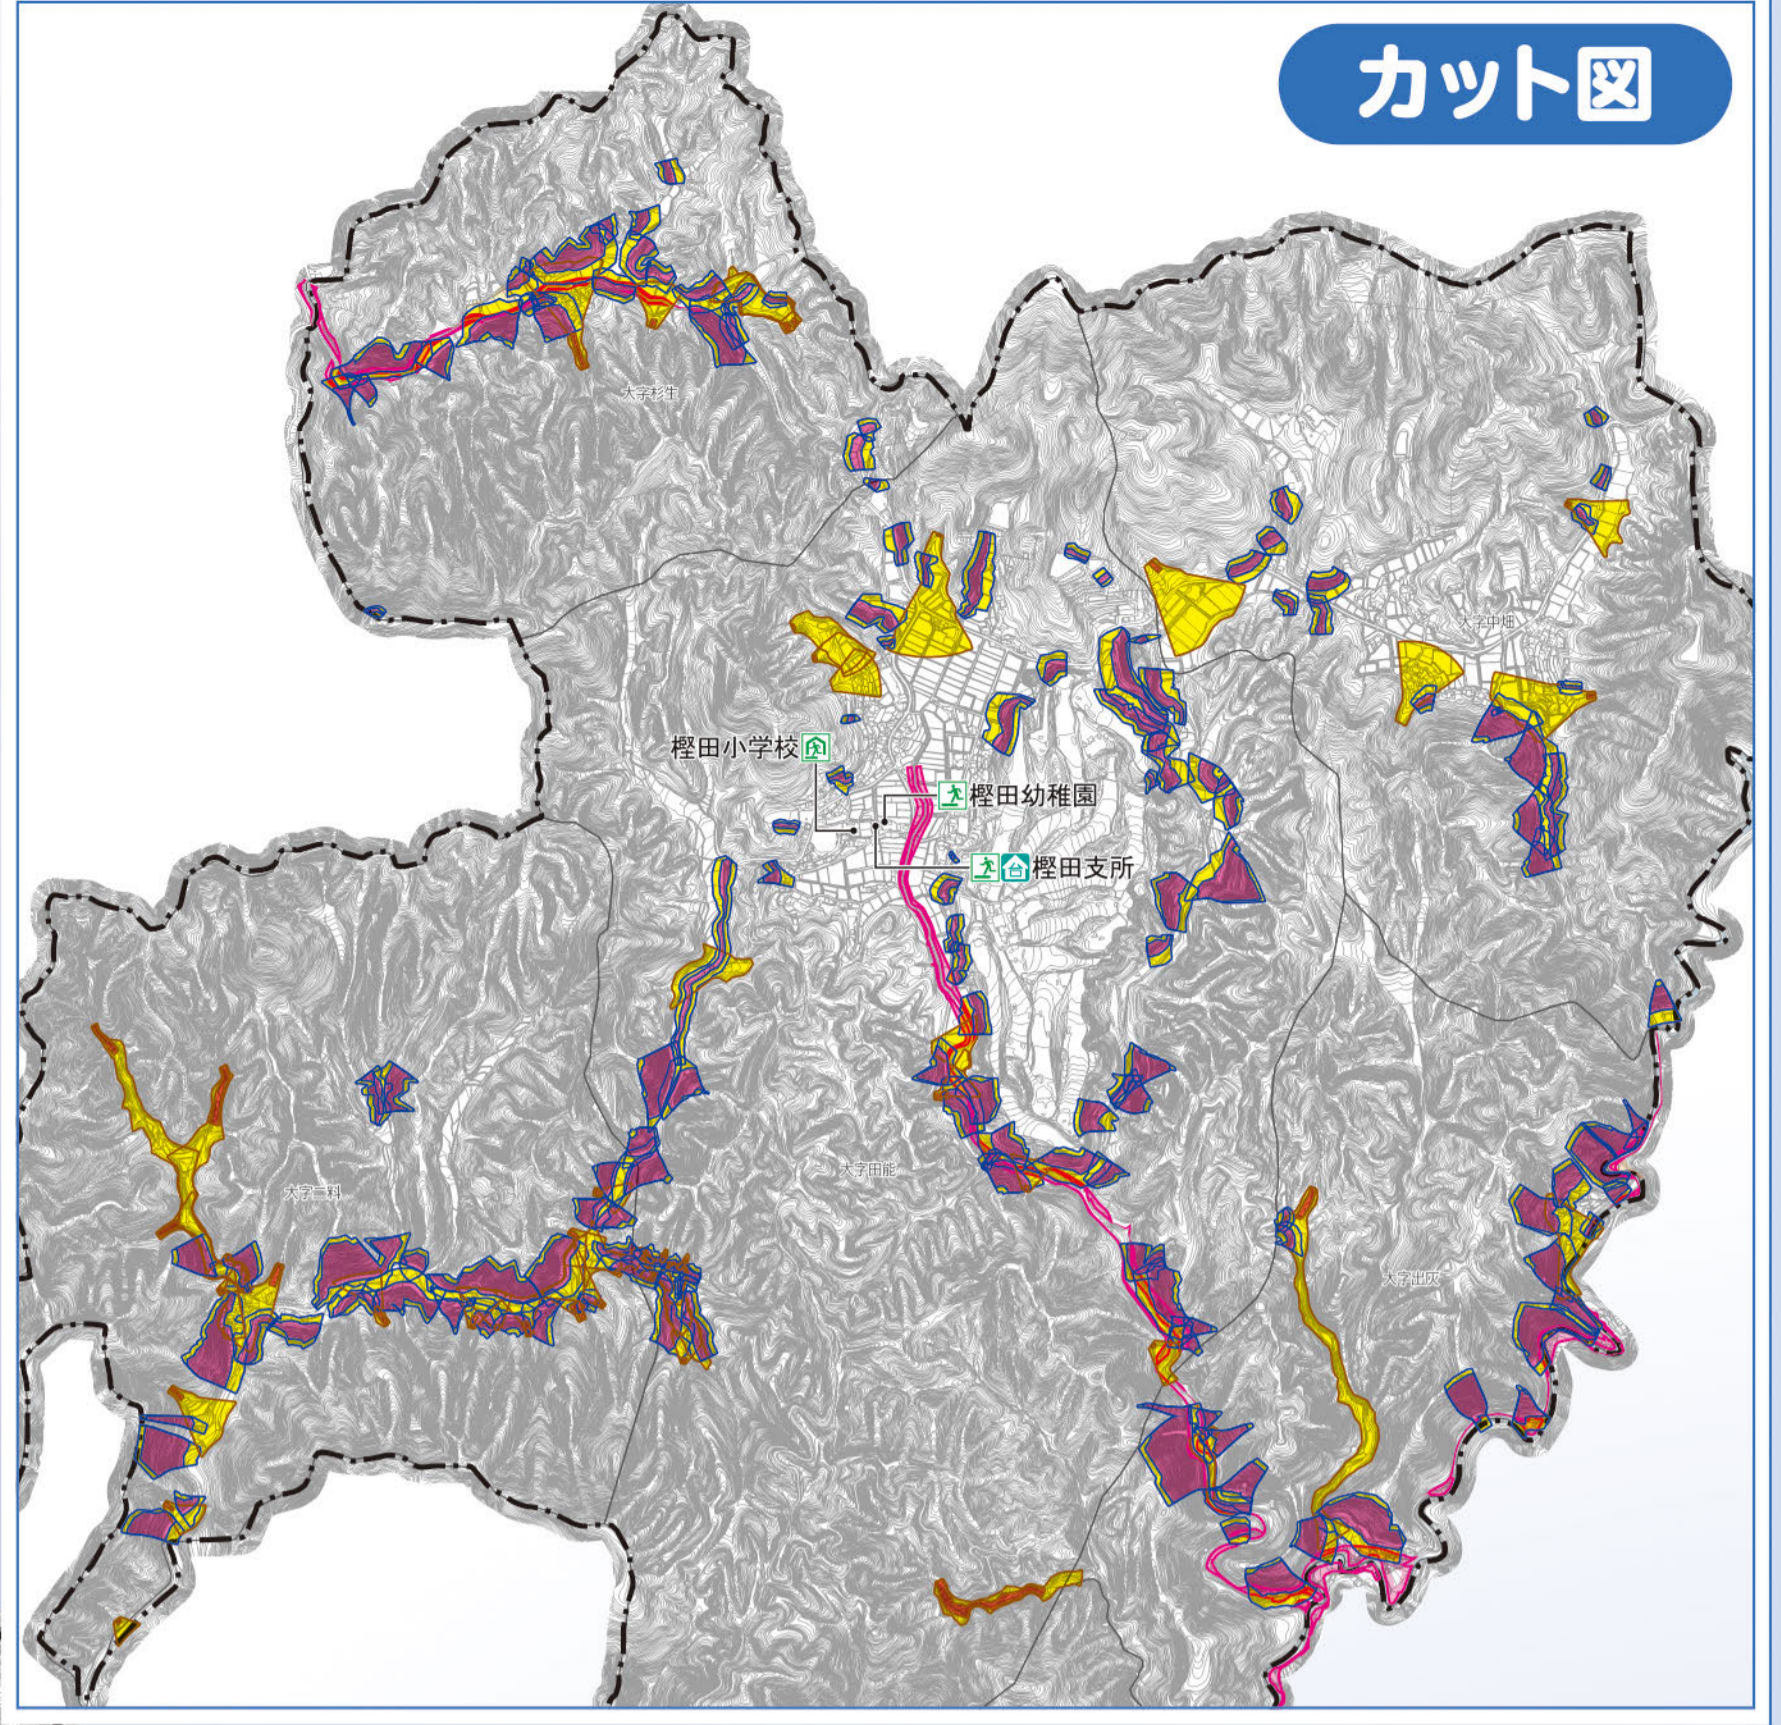 カット図
大字杉生
大字中畑
樫田小学校
樫田幼稚園
樫田支所
大字田能
大字二料
大字出灰